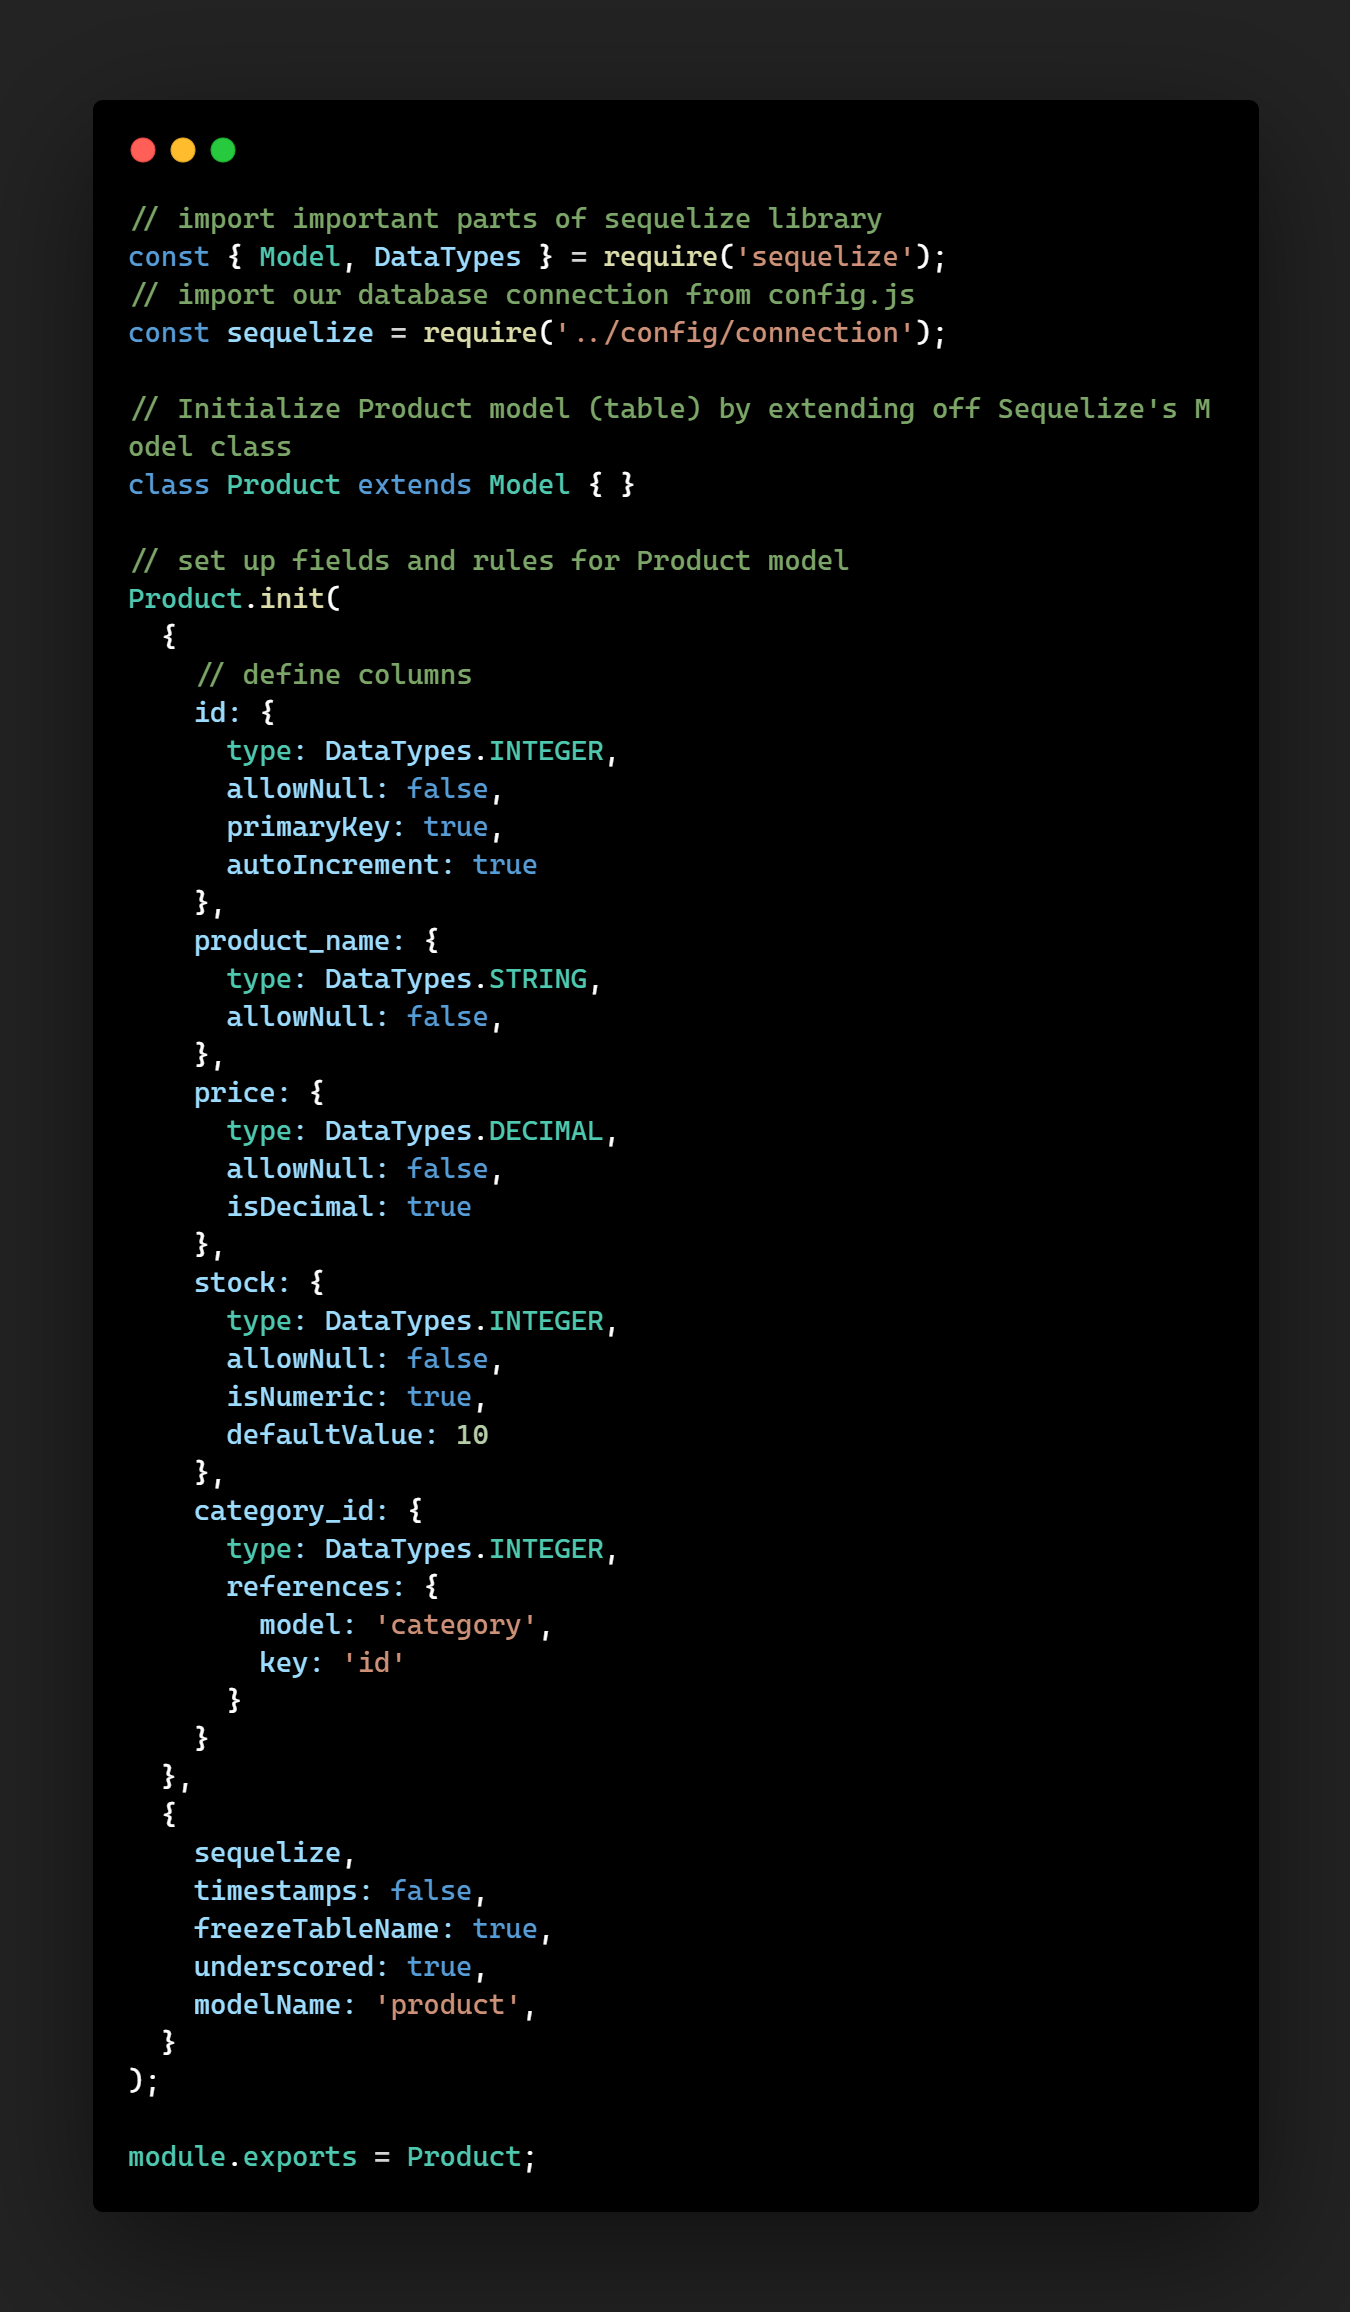 // import important parts of sequelize library
const { Model, DataTypes } = require('sequelize');
// import our database connection from config.js
const sequelize = require('../config/connection');

// Initialize Product model (table) by extending off Sequelize's M
odel class
class Product extends Model { }

// set up fields and rules for Product model
Product.init(
  {
    // define columns
    id: {
      type: DataTypes.INTEGER,
      allowNull: false,
      primaryKey: true,
      autoIncrement: true
    },
    product_name: {
      type: DataTypes.STRING,
      allowNull: false,
    },
    price: {
      type: DataTypes.DECIMAL,
      allowNull: false,
      isDecimal: true
    },
    stock: {
      type: DataTypes.INTEGER,
      allowNull: false,
      isNumeric: true,
      defaultValue: 10
    },
    category_id: {
      type: DataTypes.INTEGER,
      references: {
        model: 'category',
        key: 'id'
      }
    }
  },
  {
    sequelize,
    timestamps: false,
    freezeTableName: true,
    underscored: true,
    modelName: 'product',
  }
);

module.exports = Product;